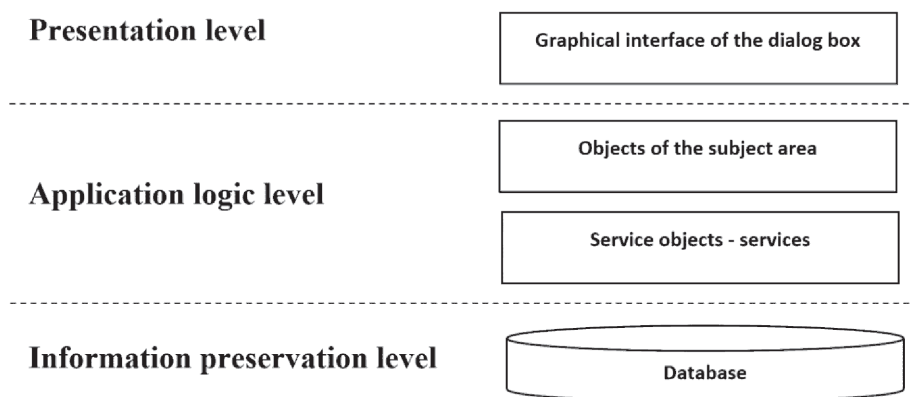 Presentation level
Graphical interface of the dialog box
Objects of the subject area
Application logic level
Service objects - services
Information preservation level
Database